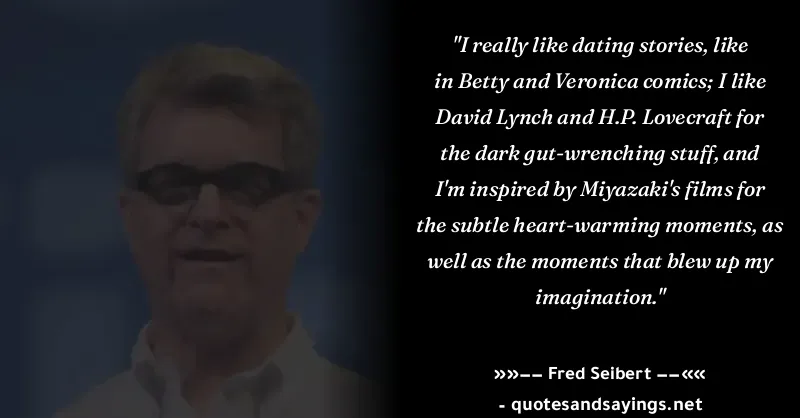 "I really like dating stories, like
in Betty and Veronica comics; I like
David Lynch and H.P. Lovecraft for
the dark gut-wrenching stuff, and
I'm inspired by Miyazaki's films for
the subtle heart-warming moments, as
well as the moments that blew up my
imagination."
»»−− Fred Seibert −−««
- quotesandsayings.net